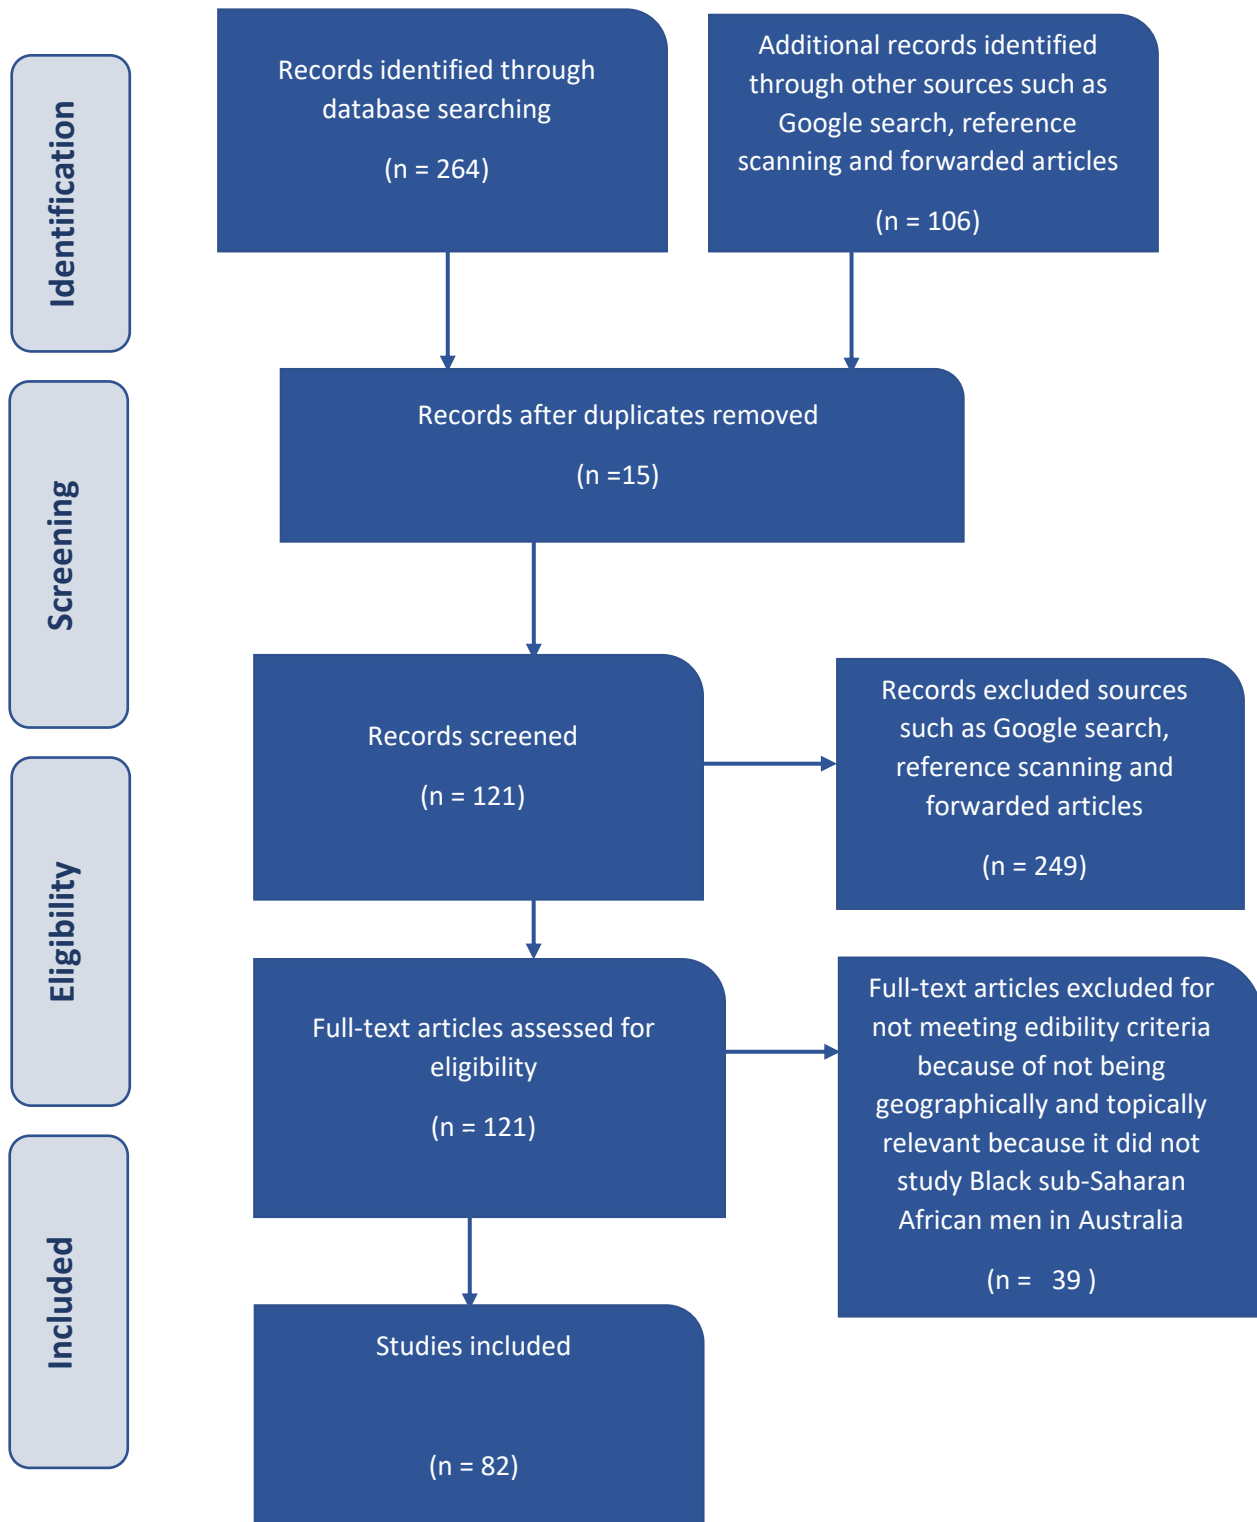 Identification
Records identified through
database searching
(n = 264)
Additional records identified
through other sources such as
Google search, reference
scanning and forwarded articles
(n = 106)
Screening
Records after duplicates removed
(n =15)
Records screened
(n = 121)
Records excluded sources
such as Google search,
reference scanning and
forwarded articles
(n = 249)
Eligibility
Full-text articles assessed for
eligibility
(n = 121)
Full-text articles excluded for
not meeting edibility criteria
because of not being
geographically and topically
relevant because it did not
study Black sub-Saharan
African men in Australia
(n =   39 )
Included
Studies included
(n = 82)